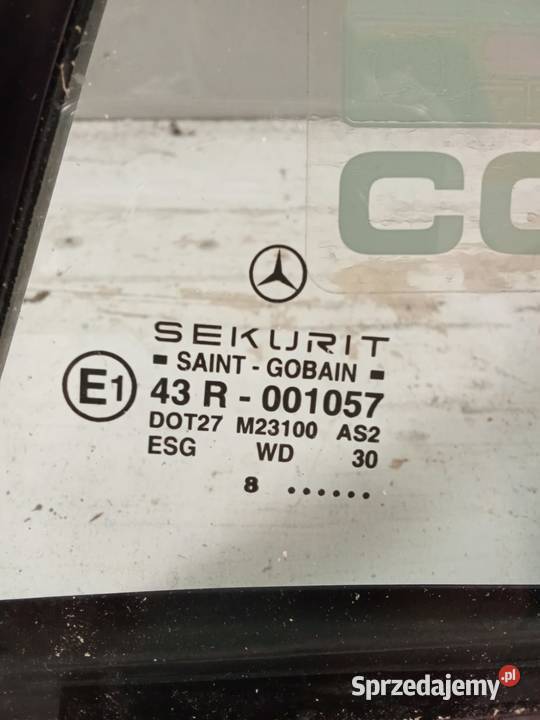 SEKURIT
SAINT - GOBAIN
E1
43 R - 001057
DOT27 M23100 AS2
ESG WD 30
8 ......
Sprzedajemy.pl